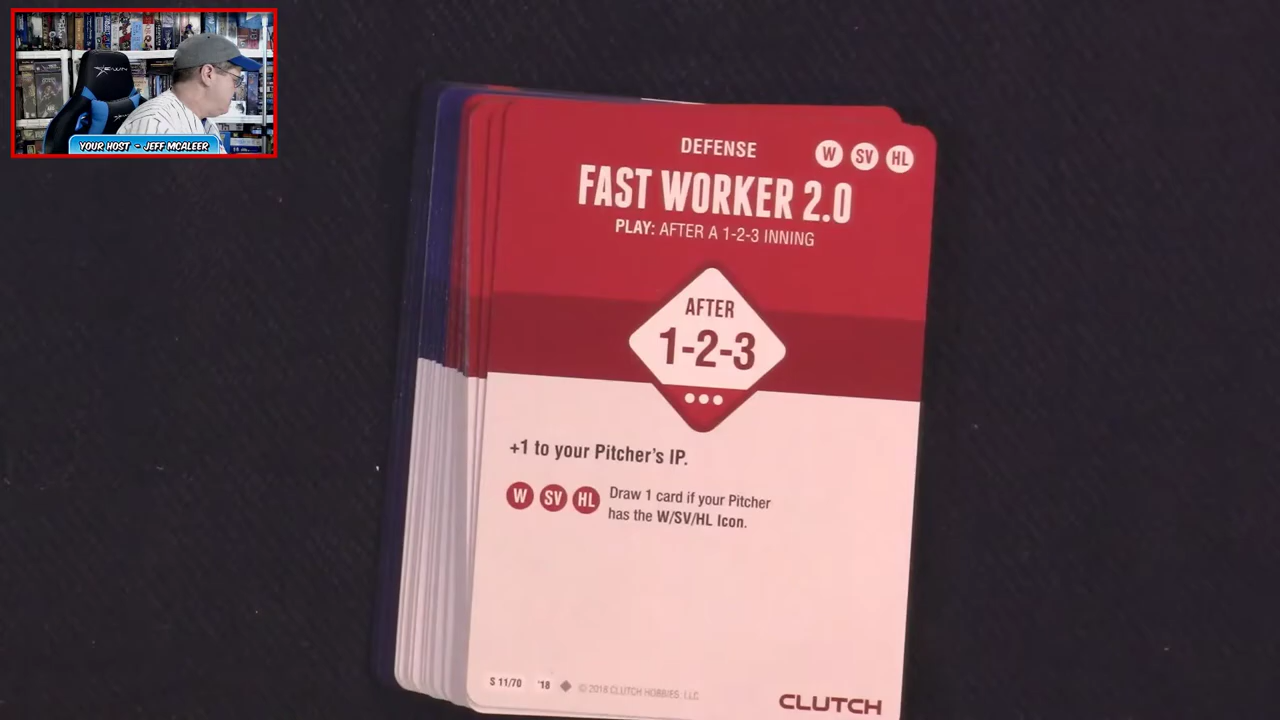 YOUR HOST - JEFF MCALEER
DEFENSE
W SV HL
FAST WORKER 2.0
PLAY: AFTER A 1-2-3 INNING
AFTER
1-2-3
+1 to your Pitcher's IP.
W SV HL Draw 1 card if your Pitcher
has the W/SV/HL Icon.
S 11/70 '18 © 2018 CLUTCH HOBBIES, LLC
CLUTCH